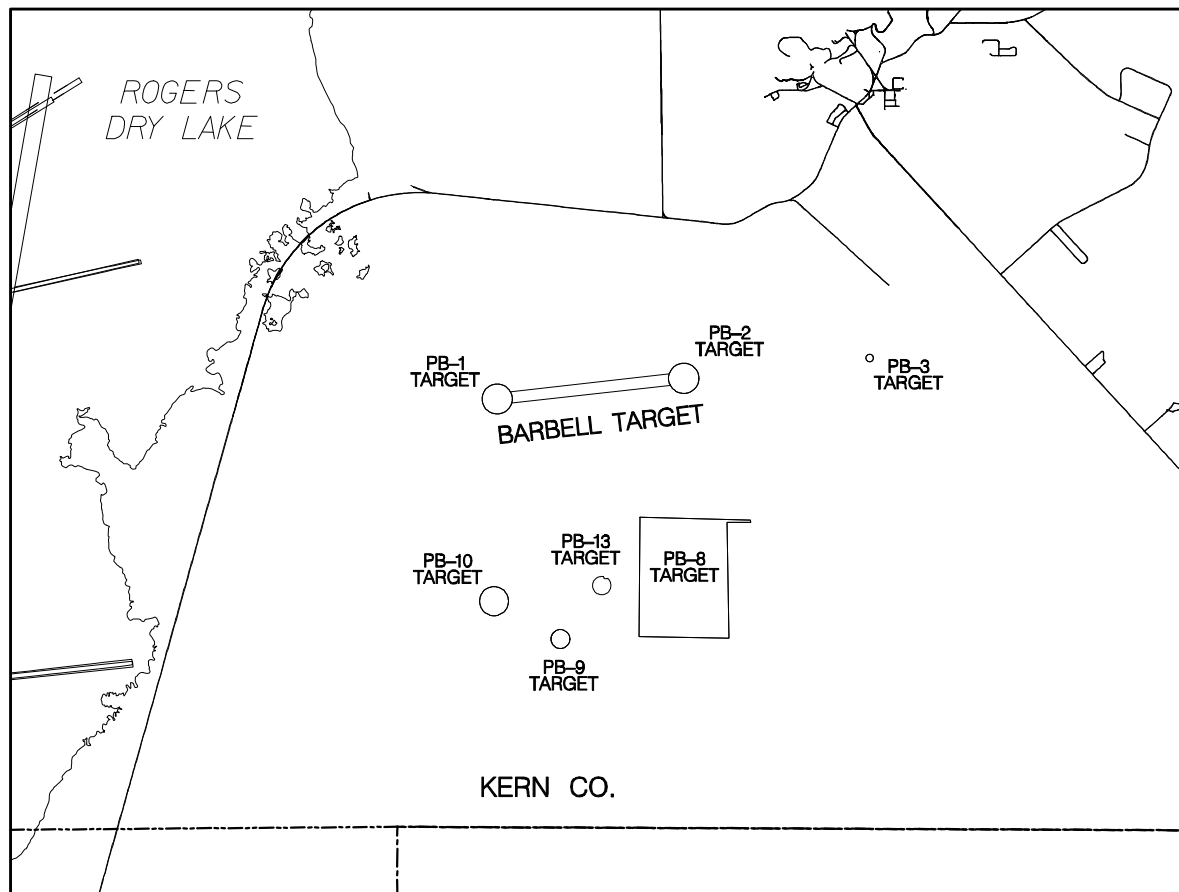 ROGERS
DRY LAKE
PB-2
TARGET
PB-1
TARGET
PB-3
TARGET
BARBELL TARGET
PB-13
TARGET
PB-10
TARGET
PB-8
TARGET
PB-9
TARGET
KERN CO.